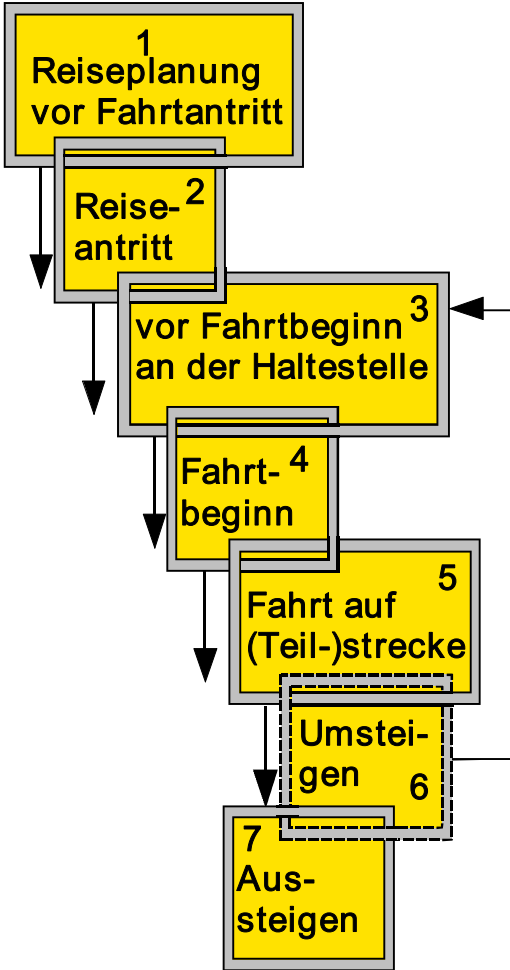 1
Reiseplanung
vor Fahrtantritt
2
Reise-
antritt
3
vor Fahrtbeginn
an der Haltestelle
4
Fahrt-
beginn
5
Fahrt auf
(Teil-)strecke
Umstei-
gen
6
7
Aus-
steigen